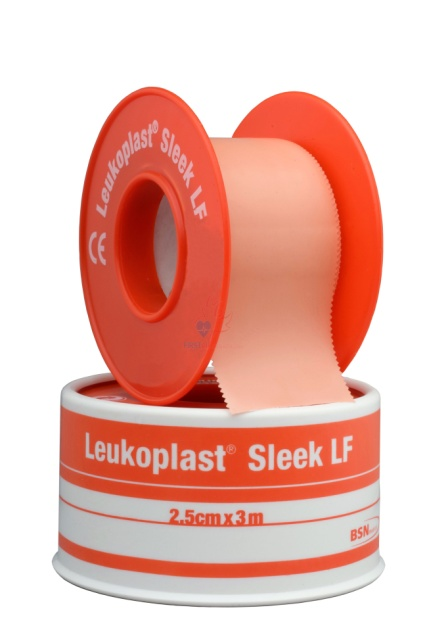 Leukoplast® Sleek LF
CE
Leukoplast® Sleek LF
2,5cm x 3m
BSN